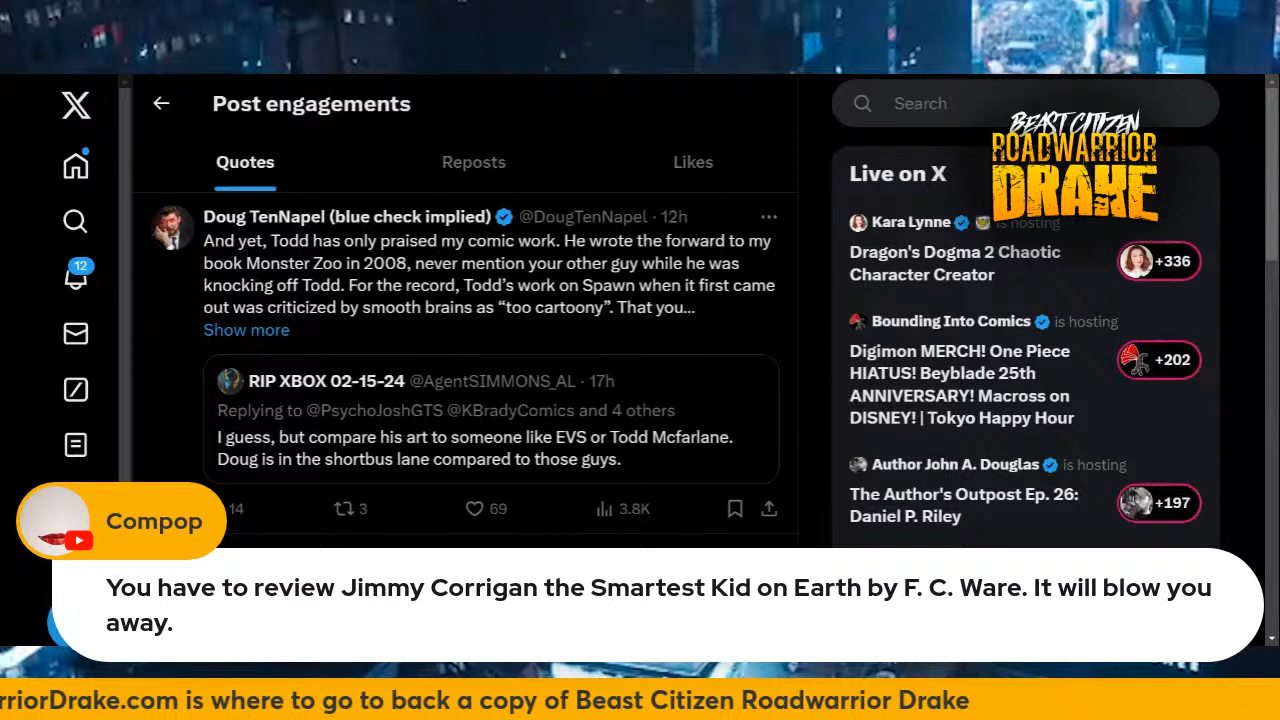 Post engagements
Quotes
Reposts
Likes
Doug TenNapel (blue check implied) @DougTenNapel · 12h
And yet, Todd has only praised my comic work. He wrote the forward to my
book Monster Zoo in 2008, never mention your other guy while he was
knocking off Todd. For the record, Todd's work on Spawn when it first came
out was criticized by smooth brains as “too cartoony”. That you...
Show more
RIP XBOX 02-15-24 @AgentSIMMONS_AL · 17h
Replying to @PsychoJoshGTS @KBradyComics and 4 others
I guess, but compare his art to someone like EVS or Todd Mcfarlane.
Doug is in the shortbus lane compared to those guys.
14
3
69
3.8K
12
Search
BEAST CITIZEN
ROADWARRIOR
DRAKE
Live on X
Kara Lynne is hosting
Dragon's Dogma 2 Chaotic
Character Creator
+336
Bounding Into Comics is hosting
Digimon MERCH! One Piece
HIATUS! Beyblade 25th
ANNIVERSARY! Macross on
DISNEY! | Tokyo Happy Hour
+202
Author John A. Douglas is hosting
The Author's Outpost Ep. 26:
Daniel P. Riley
+197
Compop
You have to review Jimmy Corrigan the Smartest Kid on Earth by F. C. Ware. It will blow you
away.
rriorDrake.com is where to go to back a copy of Beast Citizen Roadwarrior Drake